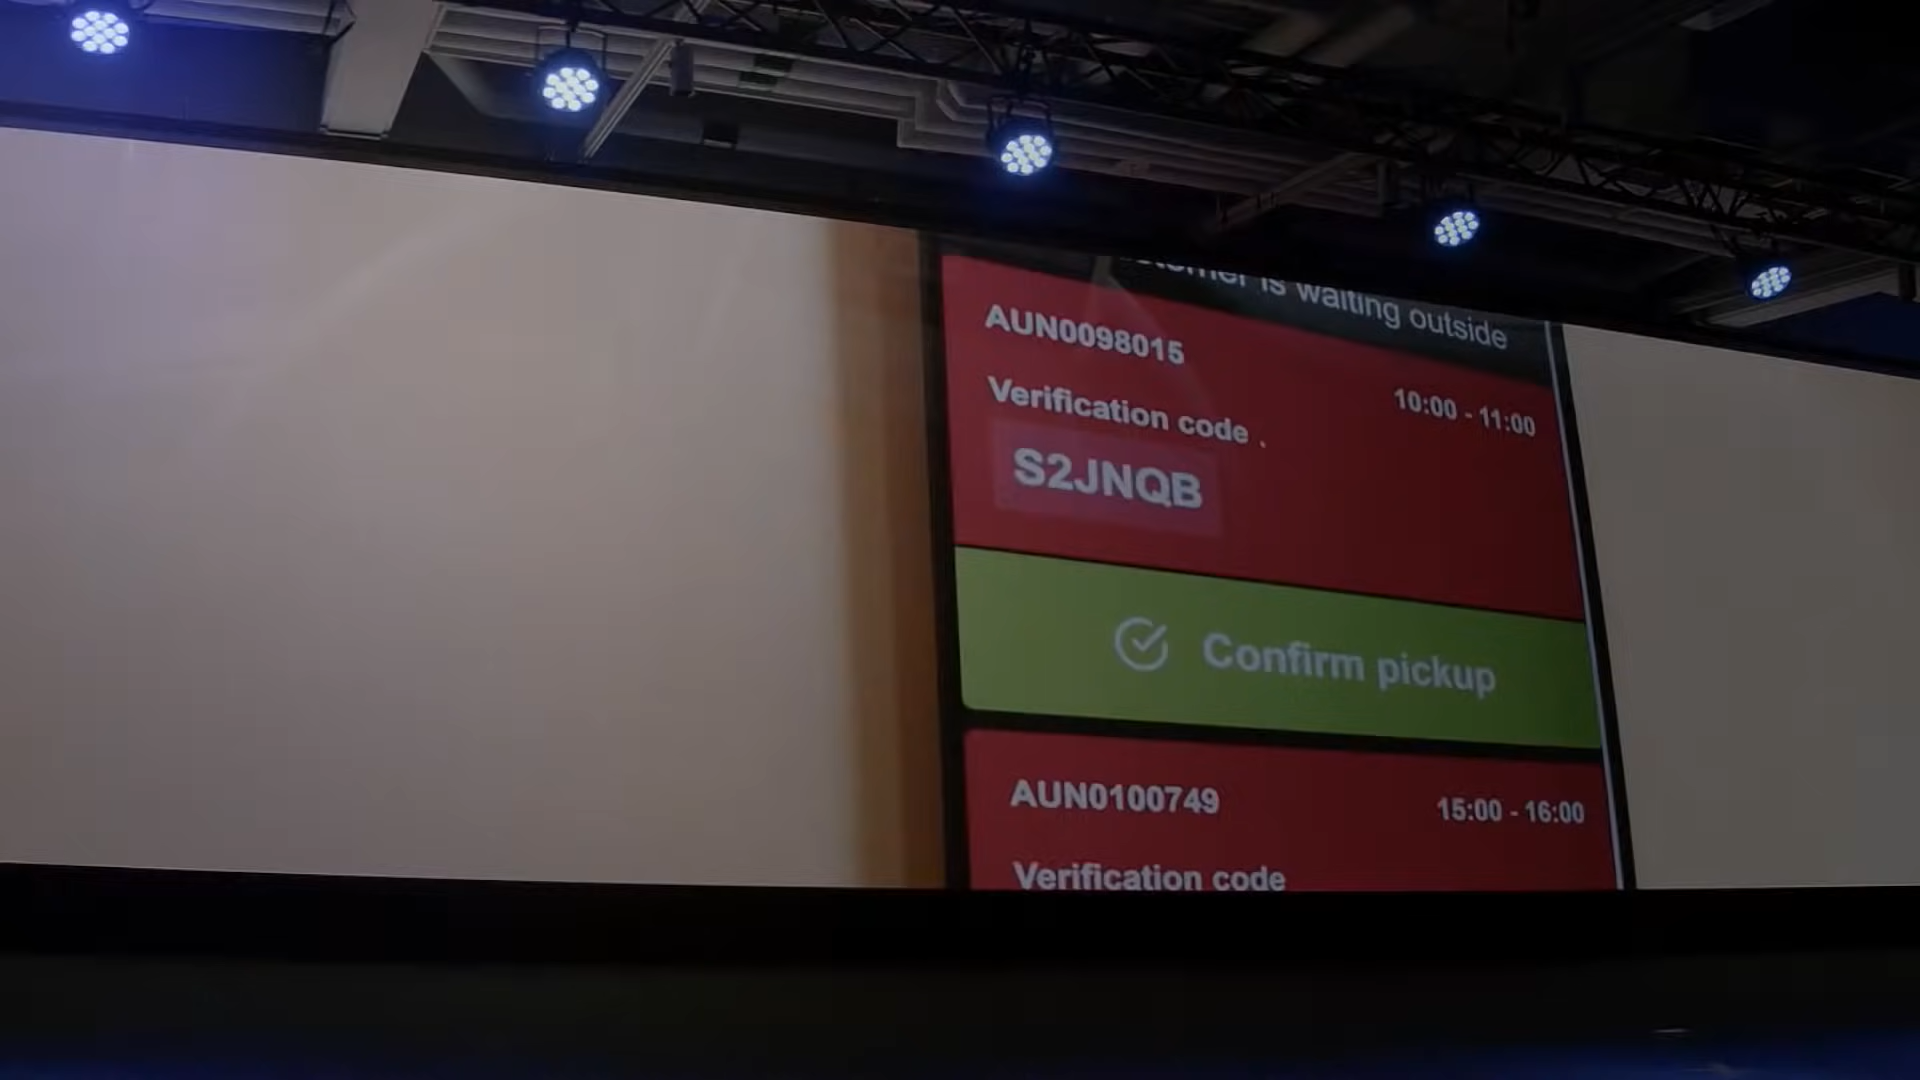 is waiting outside
AUN0098015
10:00 - 11:00
Verification code .
S2JNQB
Confirm pickup
AUN0100749
15:00 - 16:00
Verification code